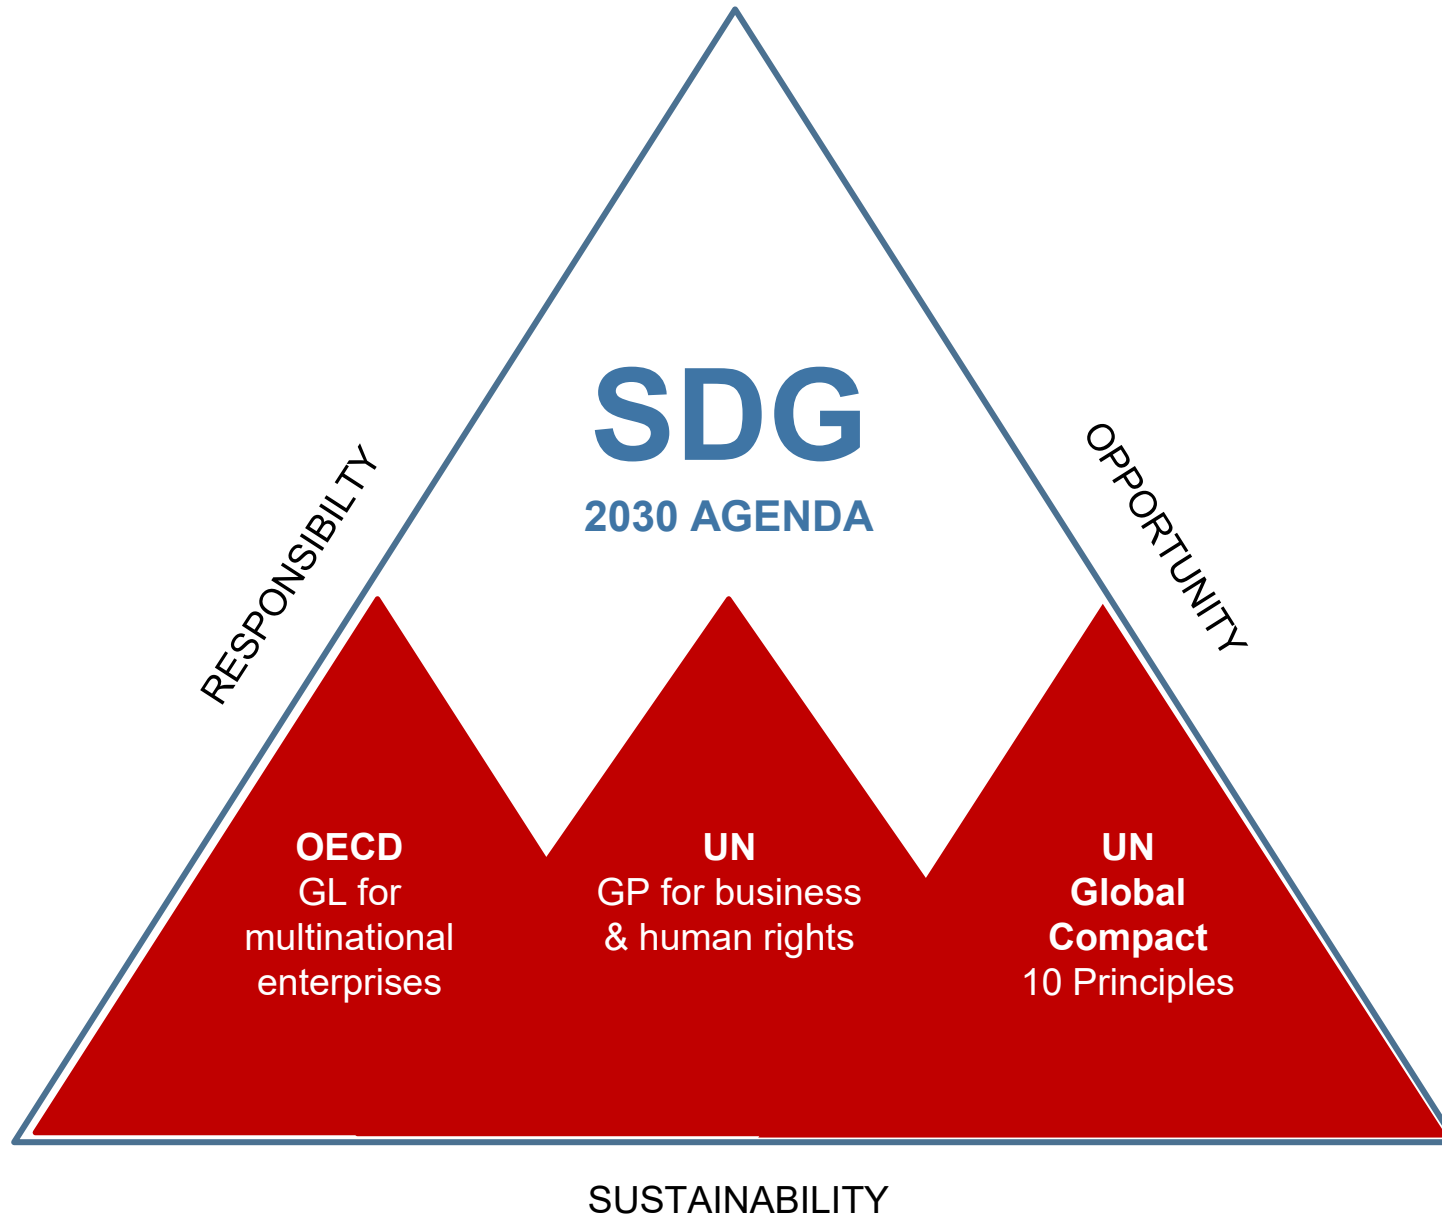 SDG
2030 AGENDA
RESPONSIBILTY
OPPORTUNITY
OECD
GL for
multinational
enterprises
UN
GP for business
& human rights
UN
Global
Compact
10 Principles
SUSTAINABILITY